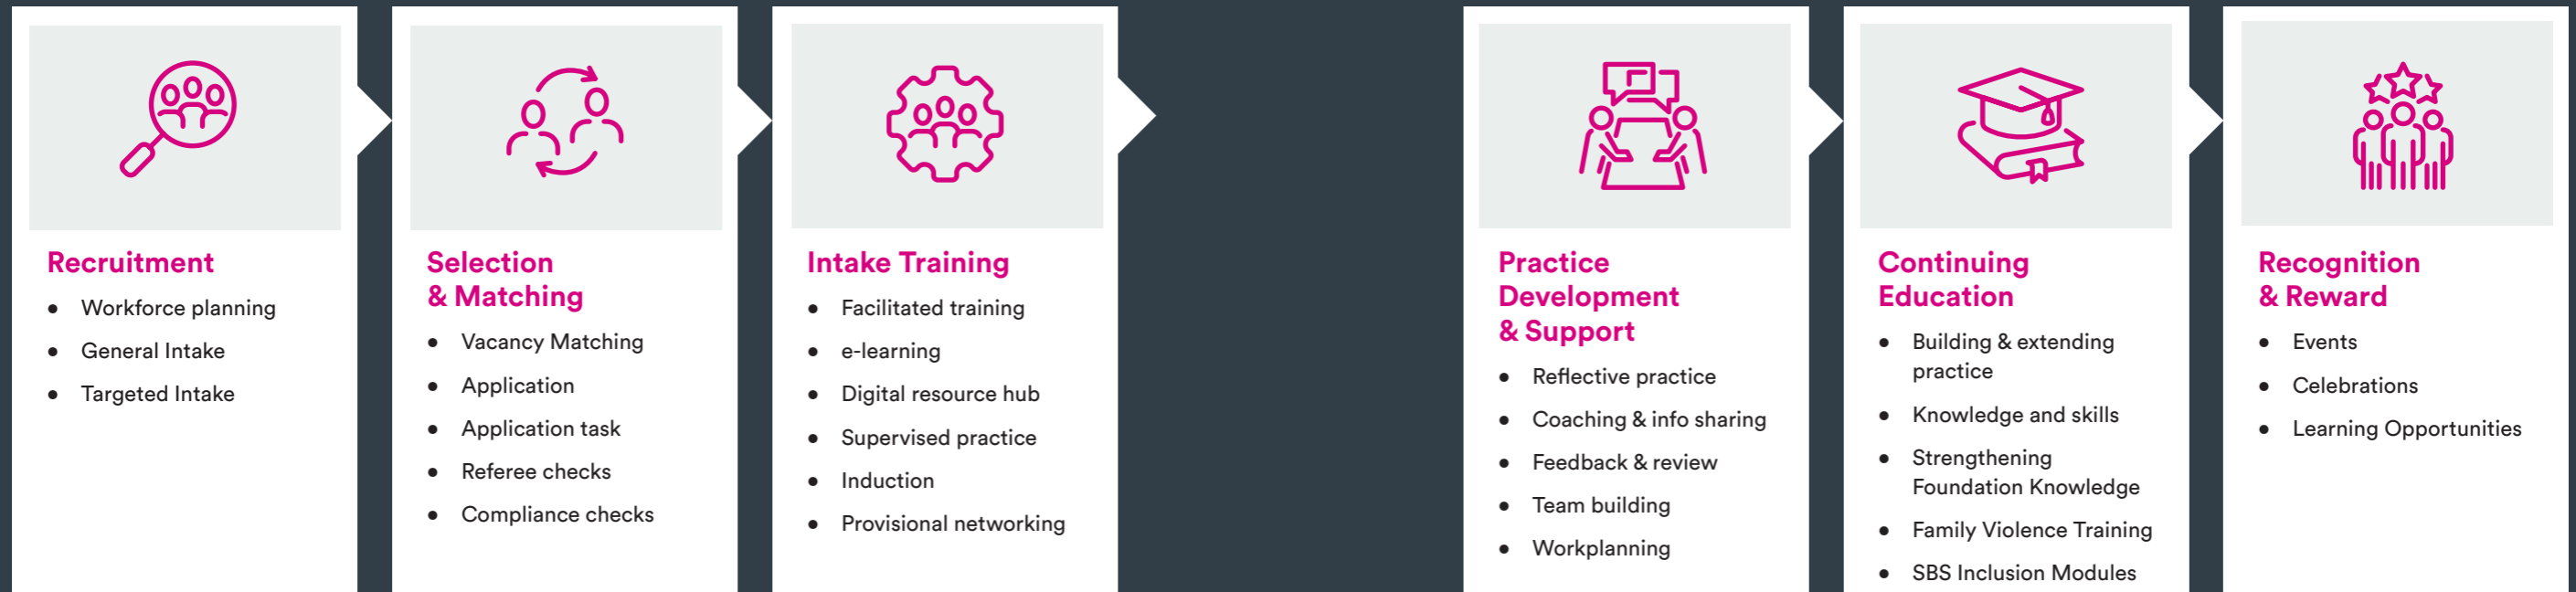 Recruitment
● Workforce planning
● General Intake
● Targeted Intake
Selection
& Matching
● Vacancy Matching
● Application
● Application task
● Referee checks
● Compliance checks
Intake Training
● Facilitated training
● e-learning
● Digital resource hub
● Supervised practice
● Induction
● Provisional networking
Practice
Development
& Support
● Reflective practice
● Coaching & info sharing
● Feedback & review
● Team building
● Workplanning
Continuing
Education
● Building & extending
practice
● Knowledge and skills
● Strengthening
Foundation Knowledge
● Family Violence Training
● SBS Inclusion Modules
Recognition
& Reward
● Events
● Celebrations
● Learning Opportunities